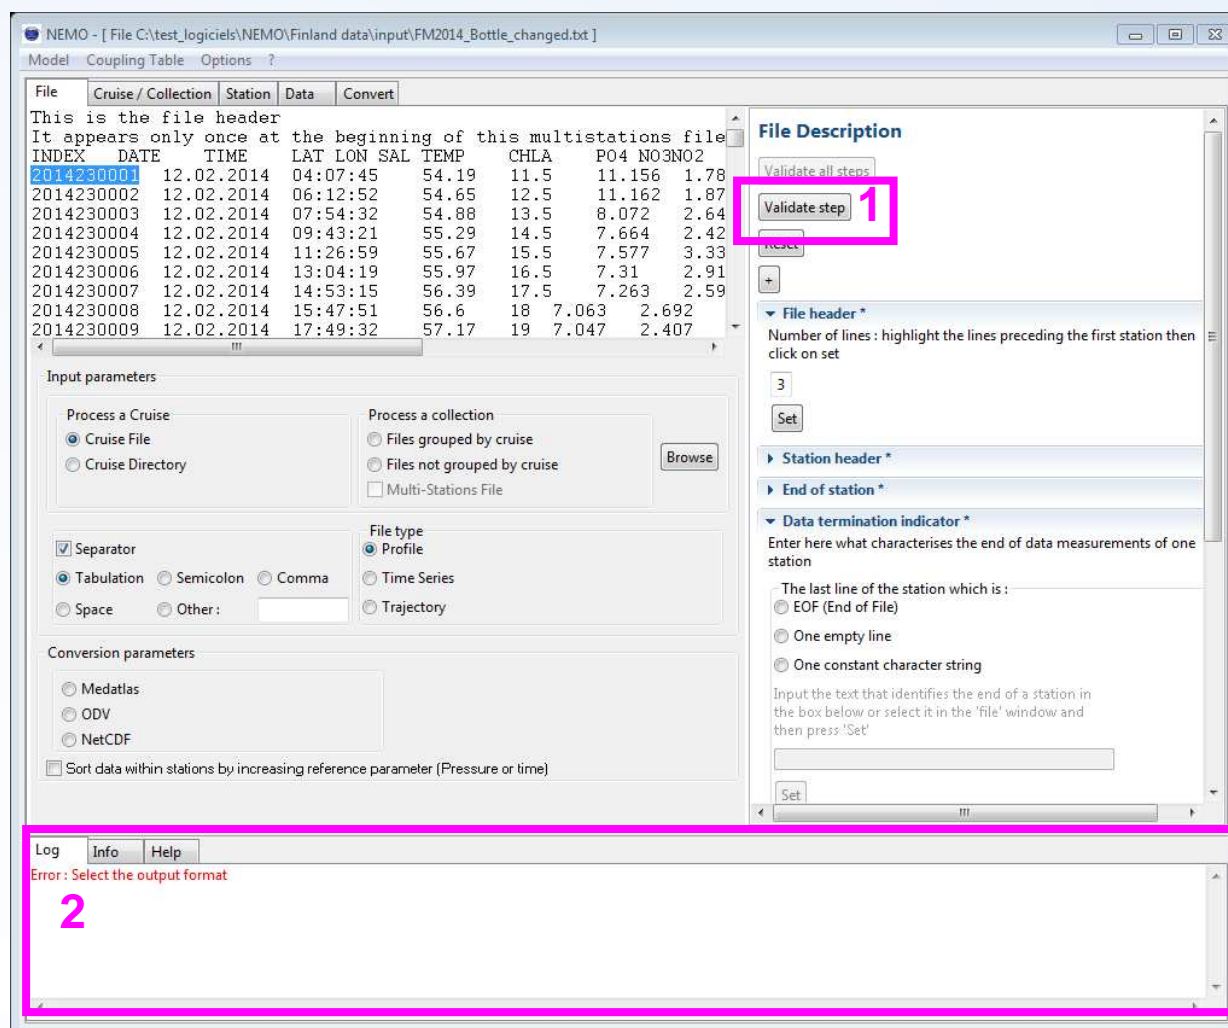 NEMO - [ File C:\test_logiciels\NEMO\Finland data\input\FM2014_Bottle_changed.txt ]
Model Coupling Table Options ?
File Cruise / Collection Station Data Convert
This is the file header
It appears only once at the beginning of this multistations file
INDEX DATE TIME LAT LON SAL TEMP CHLA PO4 NO3NO2
2014230001 12.02.2014 04:07:45 54.19 11.5 11.156 1.78
2014230002 12.02.2014 06:12:52 54.65 12.5 11.162 1.87
2014230003 12.02.2014 07:54:32 54.88 13.5 8.072 2.64
2014230004 12.02.2014 09:43:21 55.29 14.5 7.664 2.42
2014230005 12.02.2014 11:26:59 55.67 15.5 7.577 3.33
2014230006 12.02.2014 13:04:19 55.97 16.5 7.31 2.91
2014230007 12.02.2014 14:53:15 56.39 17.5 7.263 2.59
2014230008 12.02.2014 15:47:51 56.6 18 7.063 2.692
2014230009 12.02.2014 17:49:32 57.17 19 7.047 2.407
Input parameters
Process a Cruise
Cruise File
Cruise Directory
Process a collection
Files grouped by cruise
Files not grouped by cruise
Multi-Stations File
Browse
Separator
Tabulation Semicolon Comma
Space Other :
File type
Profile
Time Series
Trajectory
Conversion parameters
Medatlas
ODV
NetCDF
Sort data within stations by increasing reference parameter (Pressure or time)
File Description
Validate all steps
Validate step
1
Reset
+
File header *
Number of lines : highlight the lines preceding the first station then
click on set
3
Set
Station header *
End of station *
Data termination indicator *
Enter here what characterises the end of data measurements of one
station
The last line of the station which is :
EOF (End of File)
One empty line
One constant character string
Input the text that identifies the end of a station in
the box below or select it in the 'file' window and
then press 'Set'
Set
Log Info Help
Error : Select the output format
2